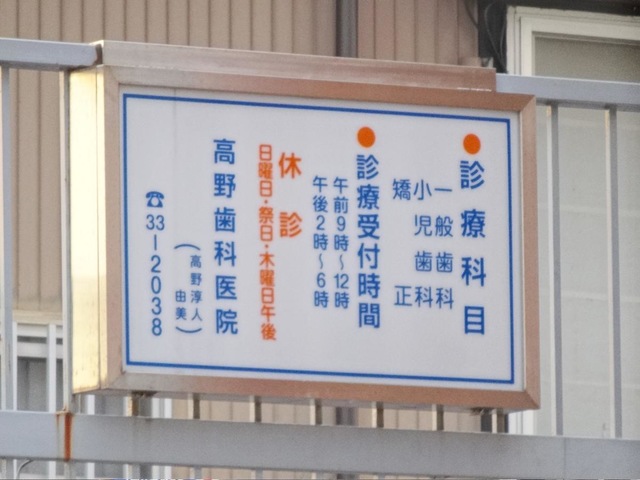 ●診療科目
一般歯科
小児歯科
矯　　正
●診療受付時間
午前9時～12時
午後2時～6時
休診
日曜日・祭日・木曜日午後
高野歯科医院
（高野淳人
由美）
☎33-2038